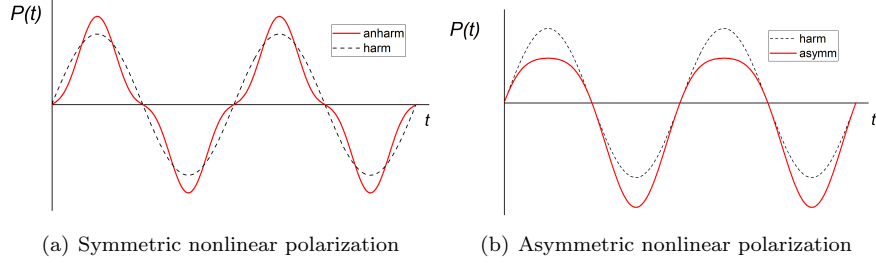 P(t)
anharm
harm
t
(a) Symmetric nonlinear polarization
P(t)
harm
asymm
t
(b) Asymmetric nonlinear polarization